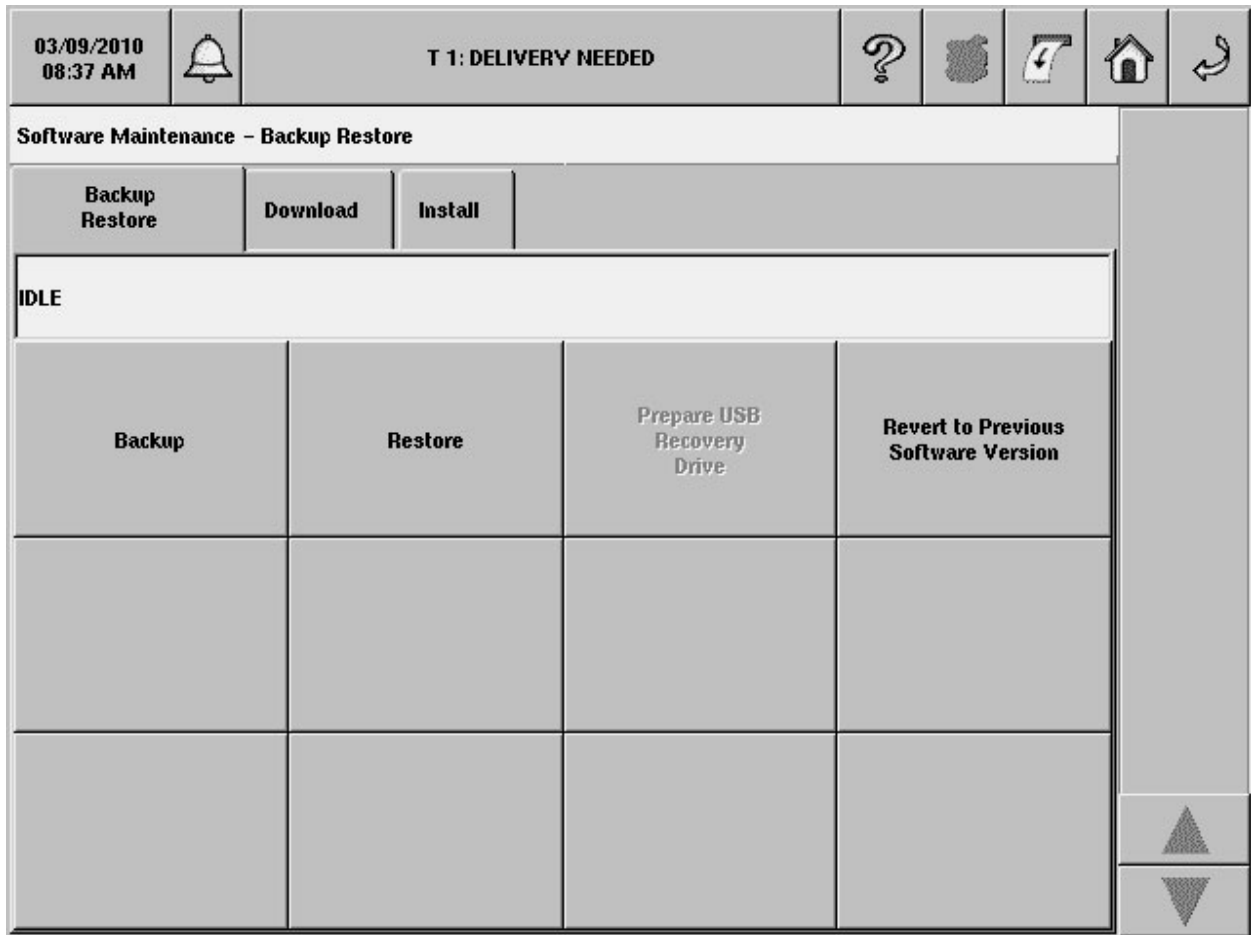 03/09/2010
08:37 AM
T 1: DELIVERY NEEDED
Software Maintenance – Backup Restore
Backup
Restore
Download
Install
IDLE
Backup
Restore
Prepare USB
Recovery
Drive
Revert to Previous
Software Version